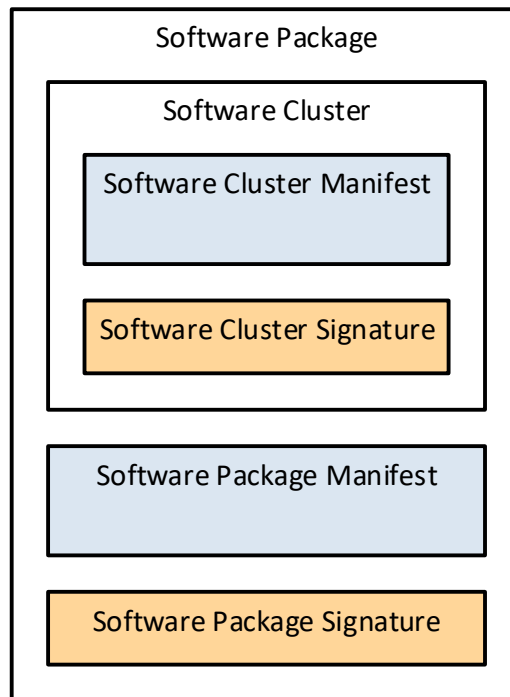 Software Package
Software Cluster
Software Cluster Manifest
Software Cluster Signature
Software Package Manifest
Software Package Signature